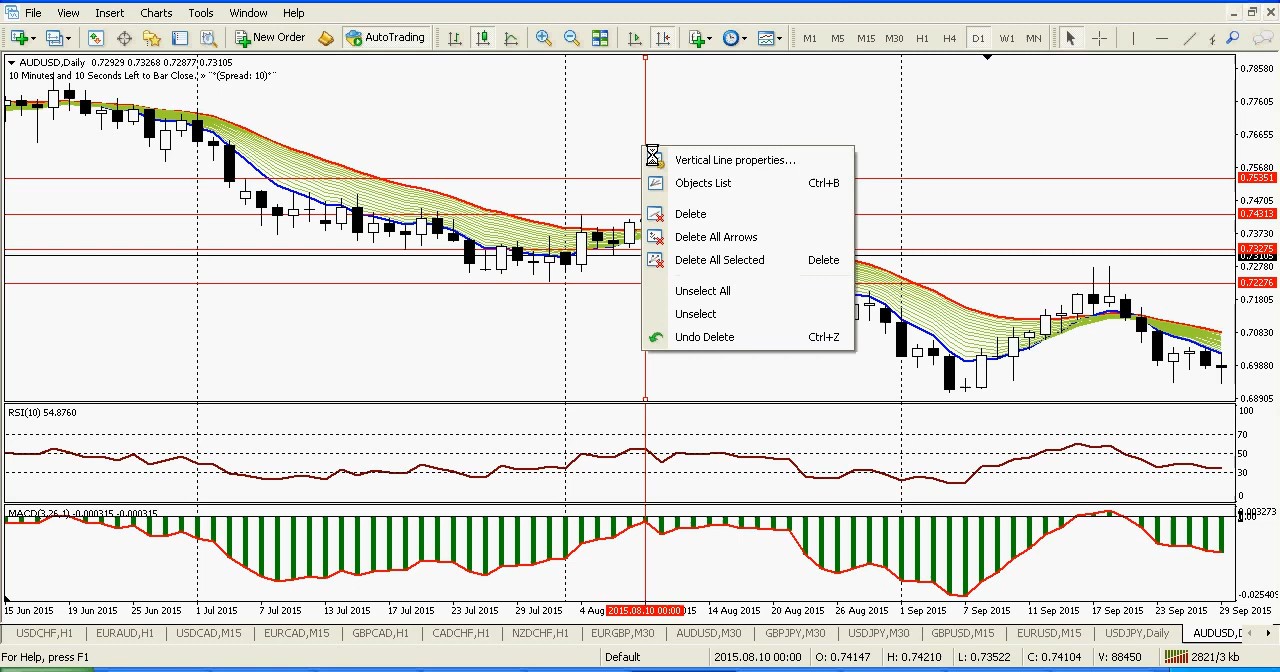 File View Insert Charts Tools Window Help
New Order AutoTrading M1 M5 M15 M30 H1 H4 D1 W1 MN
AUDUSD,Daily 0.72929 0.73268 0.72877 0.73105
10 Minutes and 10 Seconds Left to Bar Close. » ¨*(Spread: 10)*¨
0.78580
0.77605
0.76655
0.75680
0.75351
0.74705
0.74313
0.73730
0.73275
0.73105
0.72780
0.72276
0.71805
0.70830
0.69880
0.68905
Vertical Line properties...
Objects List Ctrl+B
Delete
Delete All Arrows
Delete All Selected Delete
Unselect All
Unselect
Undo Delete Ctrl+Z
RSI(10) 54.8760
100
70
50
30
0
MACD(3,26,1) -0.000315 -0.000315
0.003273
0.00
-0.025409
15 Jun 2015 19 Jun 2015 25 Jun 2015 1 Jul 2015 7 Jul 2015 13 Jul 2015 17 Jul 2015 23 Jul 2015 29 Jul 2015 4 Aug 2015.08.10 00:00 15 14 Aug 2015 20 Aug 2015 26 Aug 2015 1 Sep 2015 7 Sep 2015 11 Sep 2015 17 Sep 2015 23 Sep 2015 29 Sep 2015
USDCHF,H1 EURAUD,H1 USDCAD,M15 EURCAD,M15 GBPCAD,H1 CADCHF,H1 NZDCHF,H1 EURGBP,M30 AUDUSD,M30 GBPJPY,M30 USDJPY,M30 GBPUSD,M15 EURUSD,M15 USDJPY,Daily AUDUSD,D
For Help, press F1 Default 2015.08.10 00:00 O: 0.74147 H: 0.74210 L: 0.73522 C: 0.74104 V: 88450 2821/3 kb